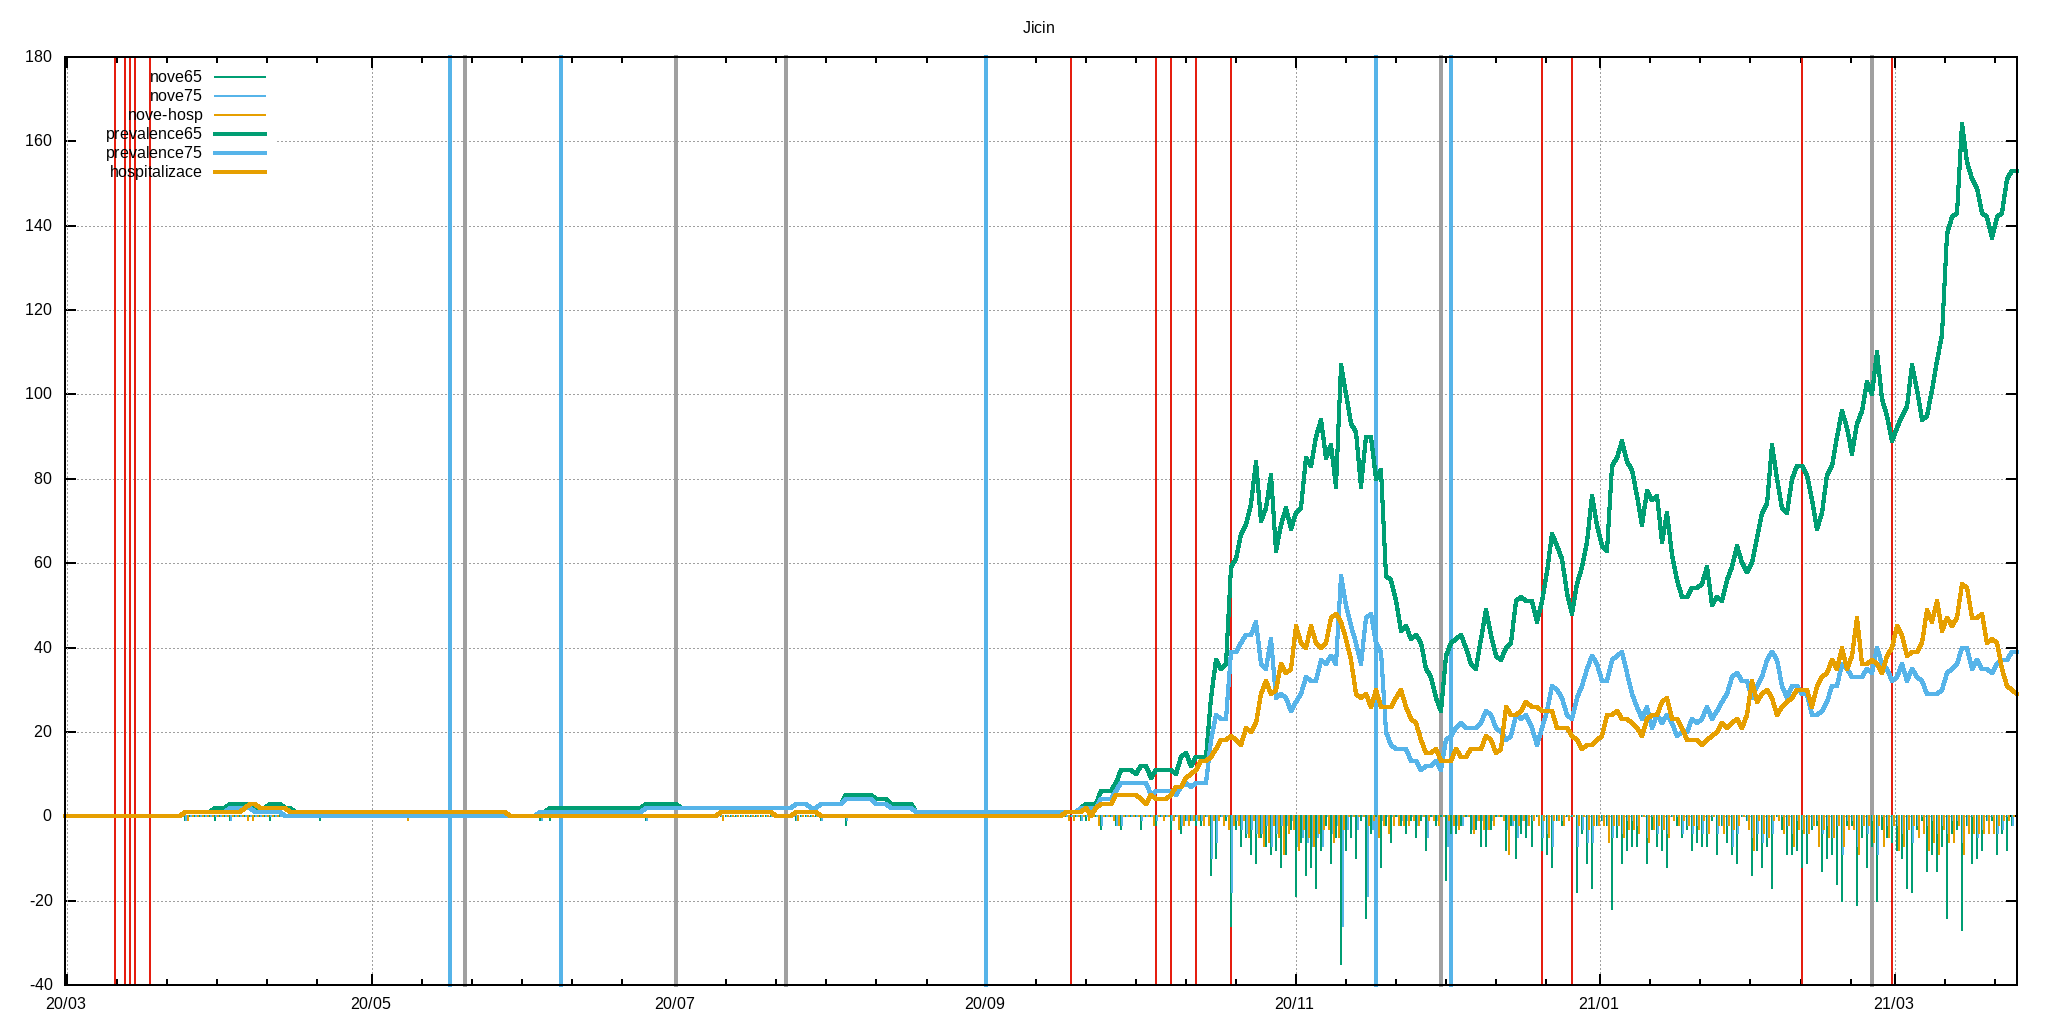 Jicin
180
160
140
120
100
80
60
40
20
0
-20
-40
nove65
nove75
nove-hosp
prevalence65
prevalence75
hospitalizace
20/03 20/05 20/07 20/09 20/11 21/01 21/03